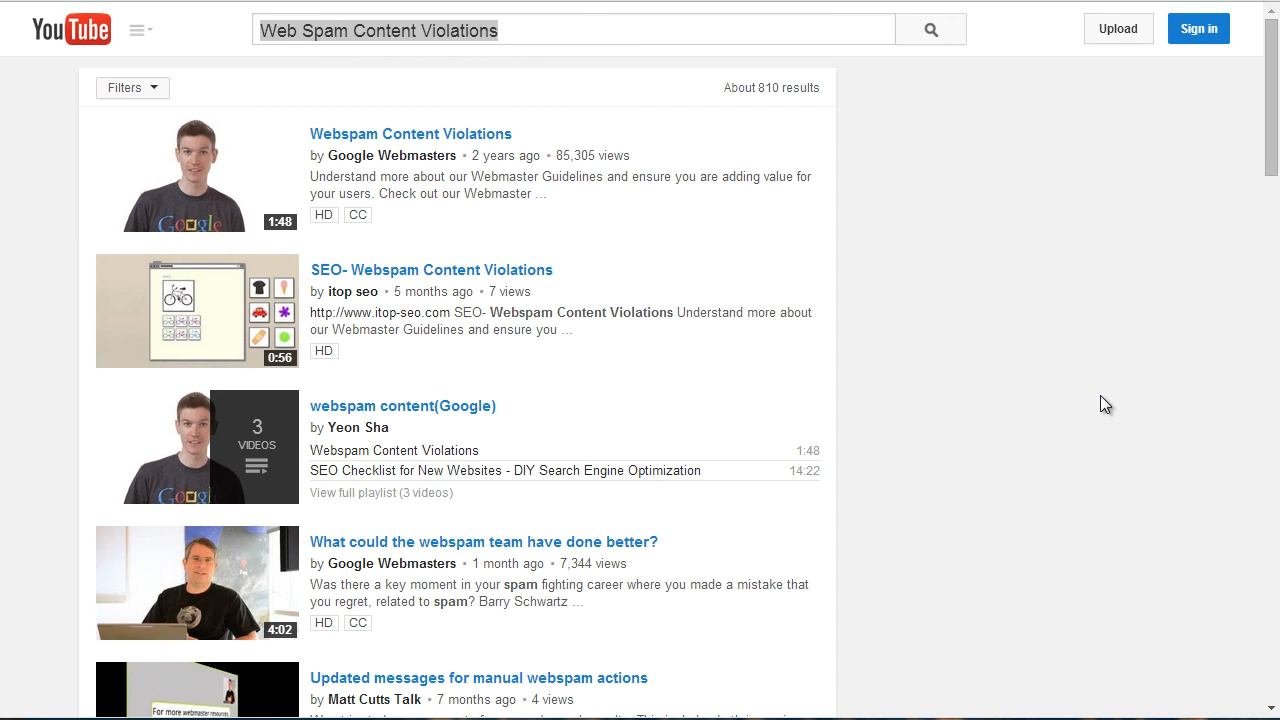 YouTube
Web Spam Content Violations
Upload
Sign in
Filters
About 810 results
Google
1:48
Webspam Content Violations
by Google Webmasters • 2 years ago • 85,305 views
Understand more about our Webmaster Guidelines and ensure you are adding value for
your users. Check out our Webmaster ...
HD CC
0:56
SEO- Webspam Content Violations
by itop seo • 5 months ago • 7 views
http://www.itop-seo.com SEO- Webspam Content Violations Understand more about
our Webmaster Guidelines and ensure you ...
HD
Google
3
VIDEOS
webspam content(Google)
by Yeon Sha
Webspam Content Violations 1:48
SEO Checklist for New Websites - DIY Search Engine Optimization 14:22
View full playlist (3 videos)
4:02
What could the webspam team have done better?
by Google Webmasters • 1 month ago • 7,344 views
Was there a key moment in your spam fighting career where you made a mistake that
you regret, related to spam? Barry Schwartz ...
HD CC
For more webmaster resources,
Updated messages for manual webspam actions
by Matt Cutts Talk • 7 months ago • 4 views